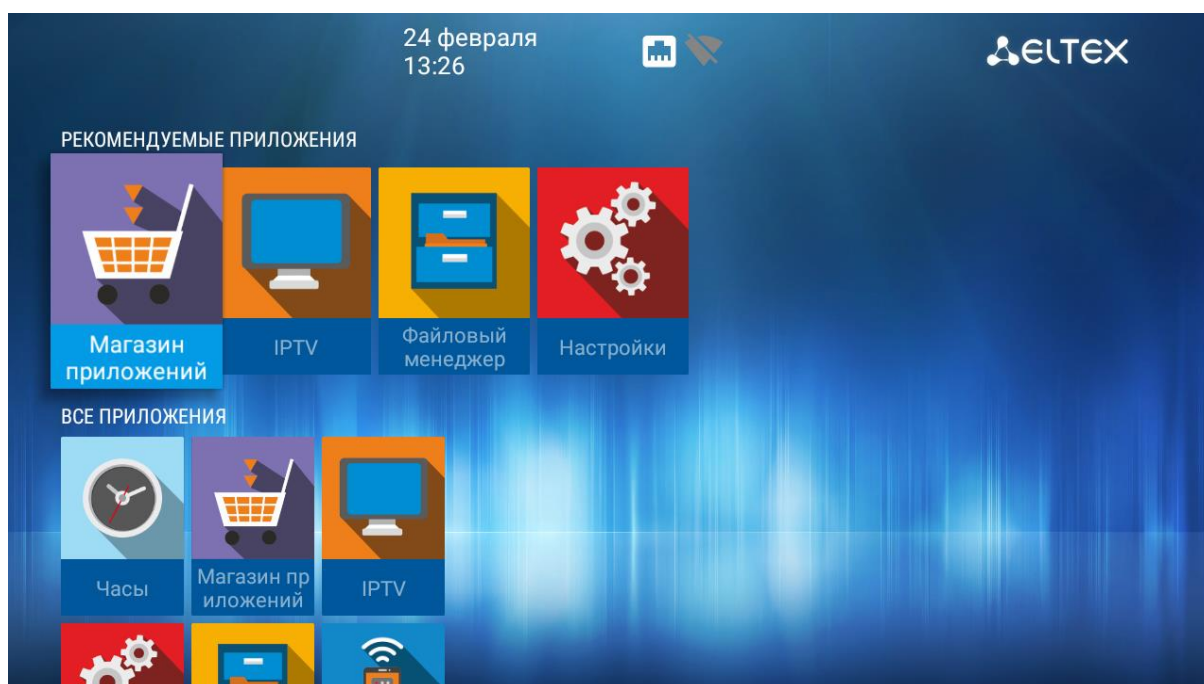 24 февраля
13:26
ELTEX
РЕКОМЕНДУЕМЫЕ ПРИЛОЖЕНИЯ
Магазин
приложений
IPTV
Файловый
менеджер
Настройки
ВСЕ ПРИЛОЖЕНИЯ
Часы
Магазин пр
иложений
IPTV